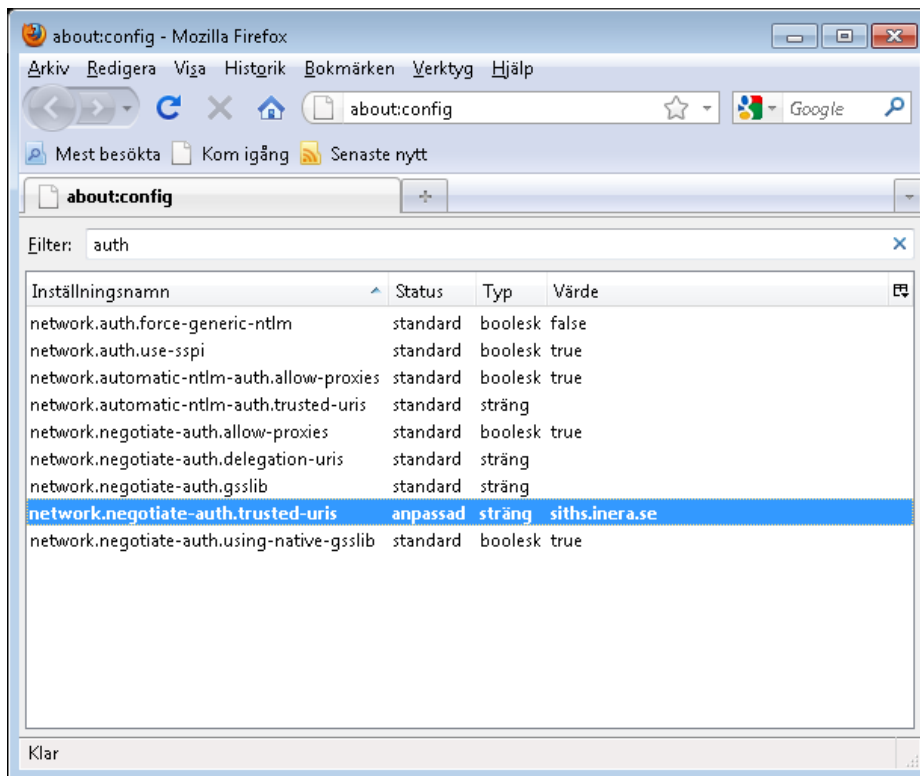 about:config - Mozilla Firefox
Arkiv Redigera Visa Historik Bokmärken Verktyg Hjälp
about:config Google
Mest besökta Kom igång Senaste nytt
about:config
Filter: auth
Inställningsnamn Status Typ Värde
network.auth.force-generic-ntlm standard boolesk false
network.auth.use-sspi standard boolesk true
network.automatic-ntlm-auth.allow-proxies standard boolesk true
network.automatic-ntlm-auth.trusted-uris standard sträng
network.negotiate-auth.allow-proxies standard boolesk true
network.negotiate-auth.delegation-uris standard sträng
network.negotiate-auth.gsslib standard sträng
network.negotiate-auth.trusted-uris anpassad sträng siths.inera.se
network.negotiate-auth.using-native-gsslib standard boolesk true
Klar